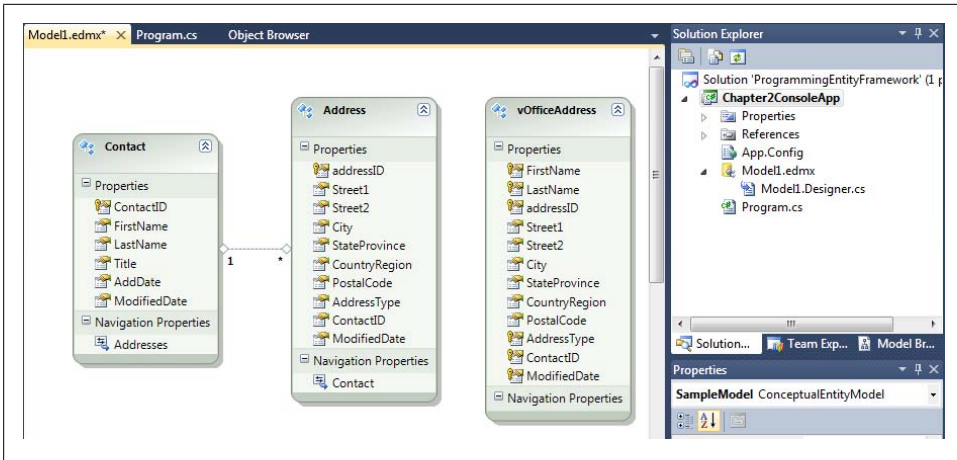 Model1.edmx* Program.cs Object Browser
Contact
Properties
ContactID
FirstName
LastName
Title
AddDate
ModifiedDate
Navigation Properties
Addresses
1 *
Address
Properties
addressID
Street1
Street2
City
StateProvince
CountryRegion
PostalCode
AddressType
ContactID
ModifiedDate
Navigation Properties
Contact
vOfficeAddress
Properties
FirstName
LastName
addressID
Street1
Street2
City
StateProvince
CountryRegion
PostalCode
AddressType
ContactID
ModifiedDate
Navigation Properties
Solution Explorer
Solution 'ProgrammingEntityFramework' (1 p
Chapter2ConsoleApp
Properties
References
App.Config
Model1.edmx
Model1.Designer.cs
Program.cs
Solution... Team Exp... Model Br...
Properties
SampleModel ConceptualEntityModel